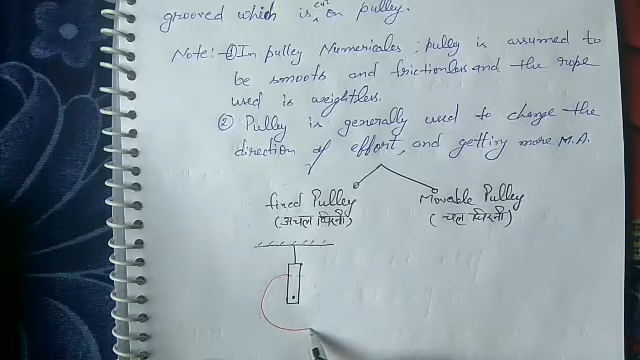 grooved which is cut on pulley.
Note:- ① In pulley Numericales, pulley is assumed to
be smooth and frictionless and the rope
used is weightless.
② Pulley is generally used to change the
direction of effort, and getting more M.A.
fixed Pulley Movable Pulley
(अचल घिरनी) (चल घिरनी)